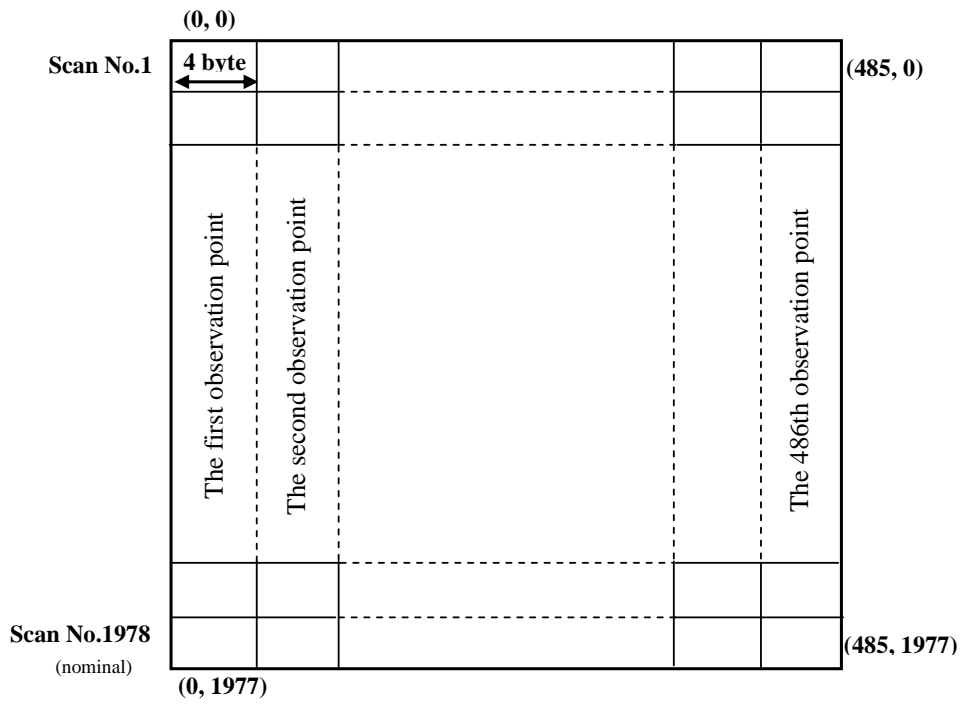 (0, 0)
Scan No.1
4 byte
(485, 0)
The first observation point
The second observation point
The 486th observation point
Scan No.1978
(nominal)
(485, 1977)
(0, 1977)